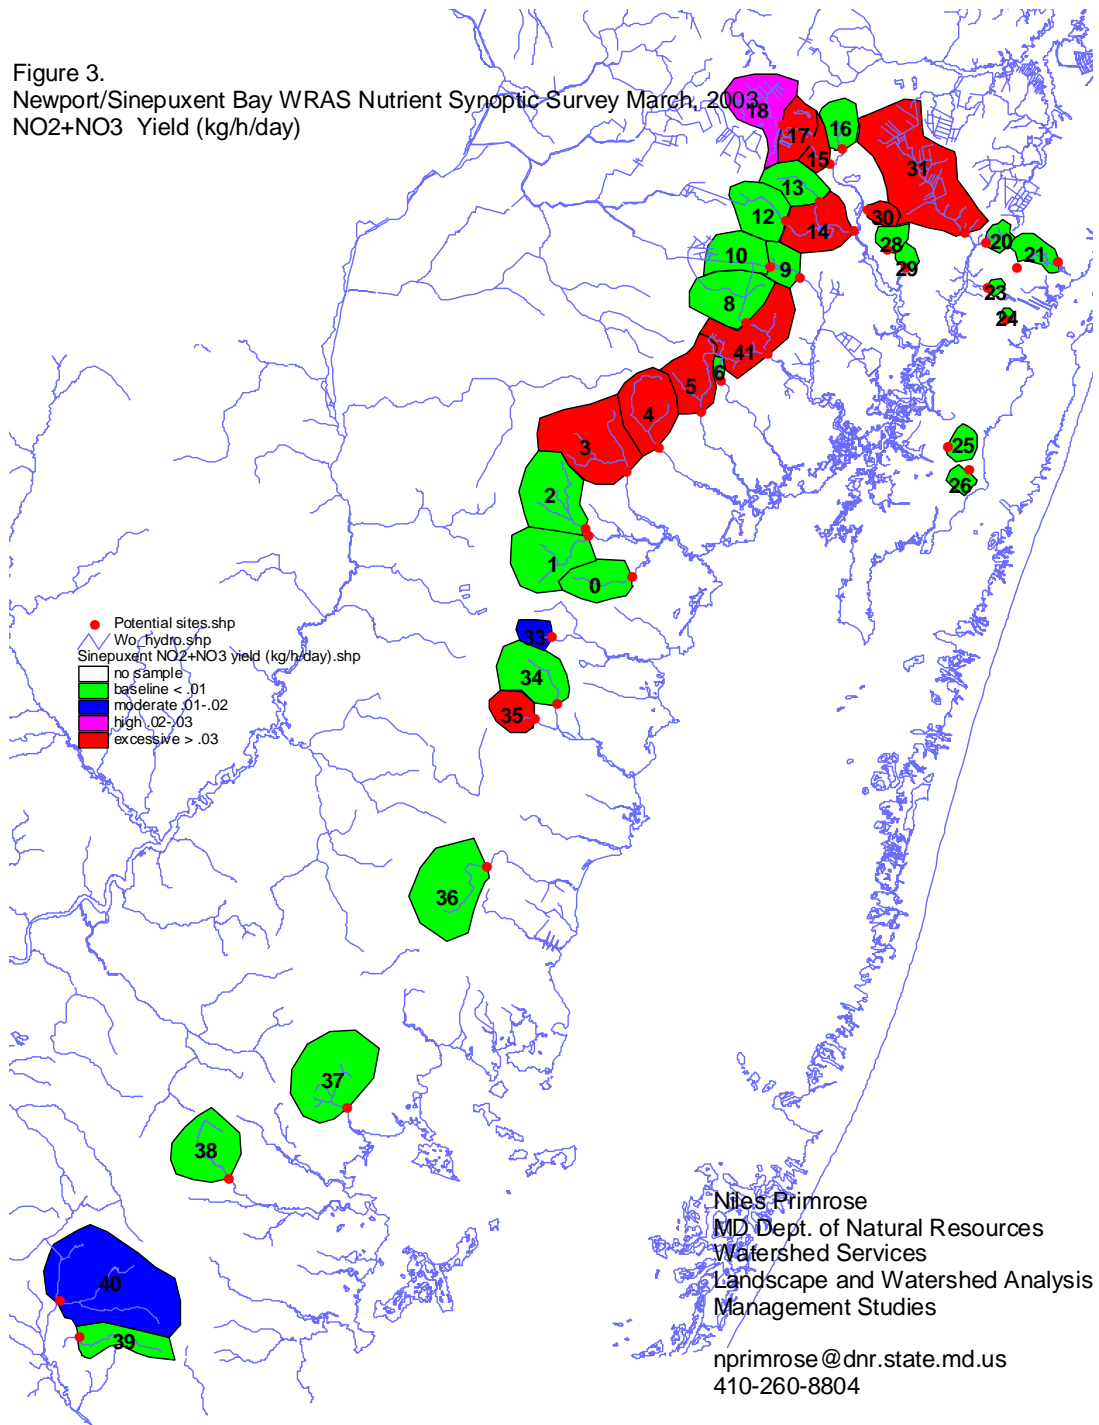 Figure 3.
Newport/Sinepuxent Bay WRAS Nutrient Synoptic Survey March, 2003
NO2+NO3 Yield (kg/h/day)
18
17
16
15
31
13
12
14
30
28
20
21
29
10
9
23
8
24
41
6
5
4
3
25
26
2
1
0
33
34
35
Potential sites.shp
Wo_hydro.shp
Sinepuxent NO2+NO3 yield (kg/h/day).shp
no sample
baseline < .01
moderate .01-.02
high .02-.03
excessive > .03
36
37
38
40
39
Niles Primrose
MD Dept. of Natural Resources
Watershed Services
Landscape and Watershed Analysis
Management Studies
nprimrose@dnr.state.md.us
410-260-8804